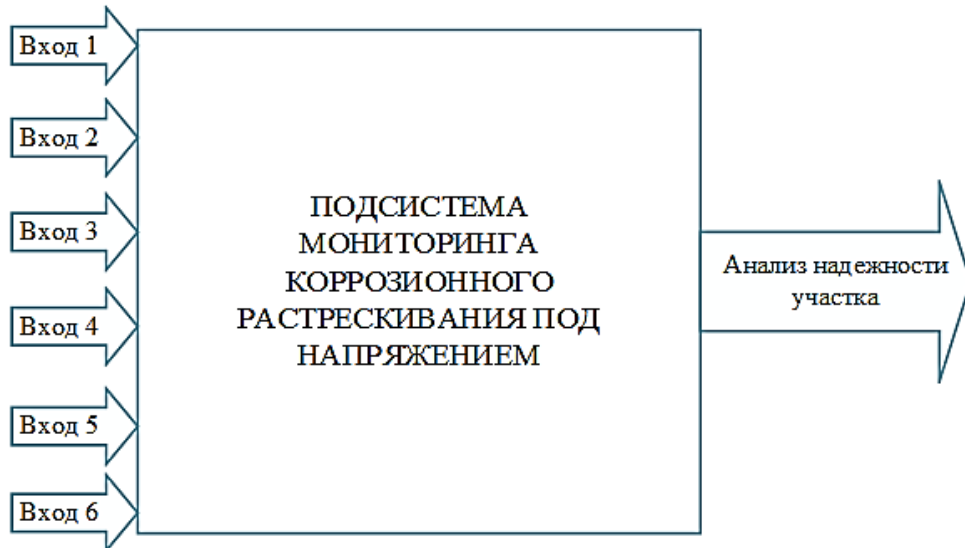 Вход 1
Вход 2
Вход 3
Вход 4
Вход 5
Вход 6
ПОДСИСТЕМА
МОНИТОРИНГА
КОРРОЗИОННОГО
РАСТРЕСКИВАНИЯ ПОД
НАПРЯЖЕНИЕМ
Анализ надежности
участка